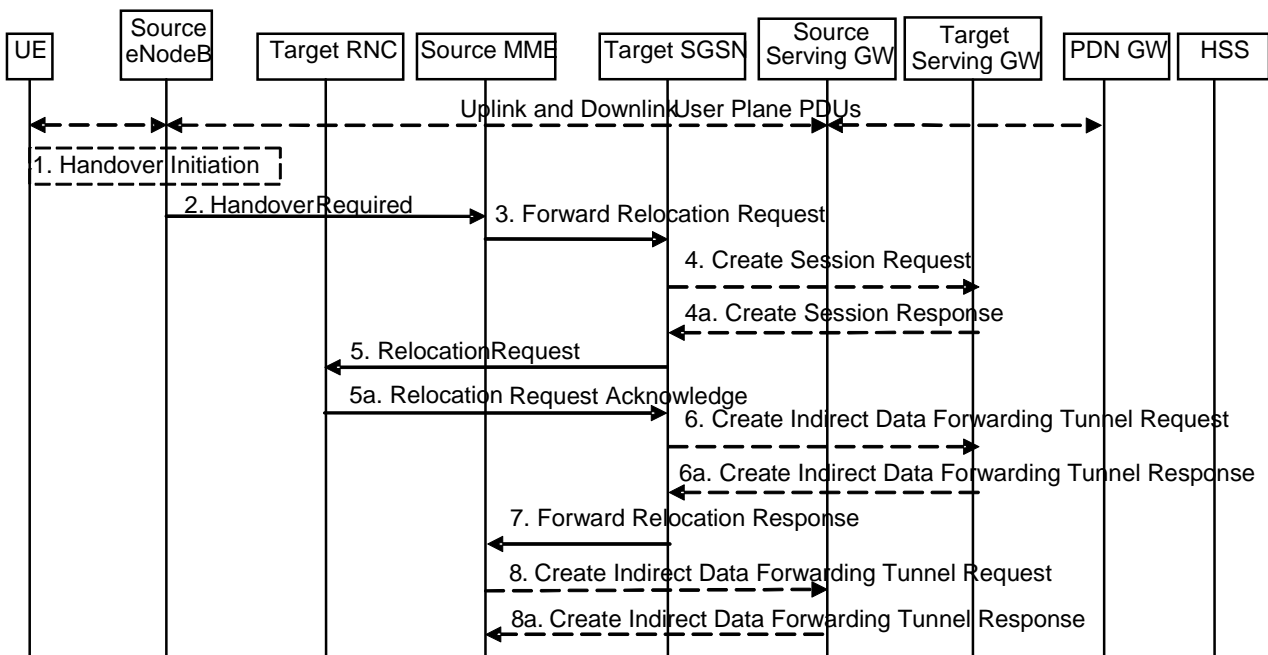 UE
Source
eNodeB
Target RNC
Source MME
Target SGSN
Source
Serving GW
Target
Serving GW
PDN GW
HSS
Uplink and Downlink User Plane PDUs
1. Handover Initiation
2. Handover Required
3. Forward Relocation Request
4. Create Session Request
4a. Create Session Response
5. Relocation Request
5a. Relocation Request Acknowledge
6. Create Indirect Data Forwarding Tunnel Request
6a. Create Indirect Data Forwarding Tunnel Response
7. Forward Relocation Response
8. Create Indirect Data Forwarding Tunnel Request
8a. Create Indirect Data Forwarding Tunnel Response